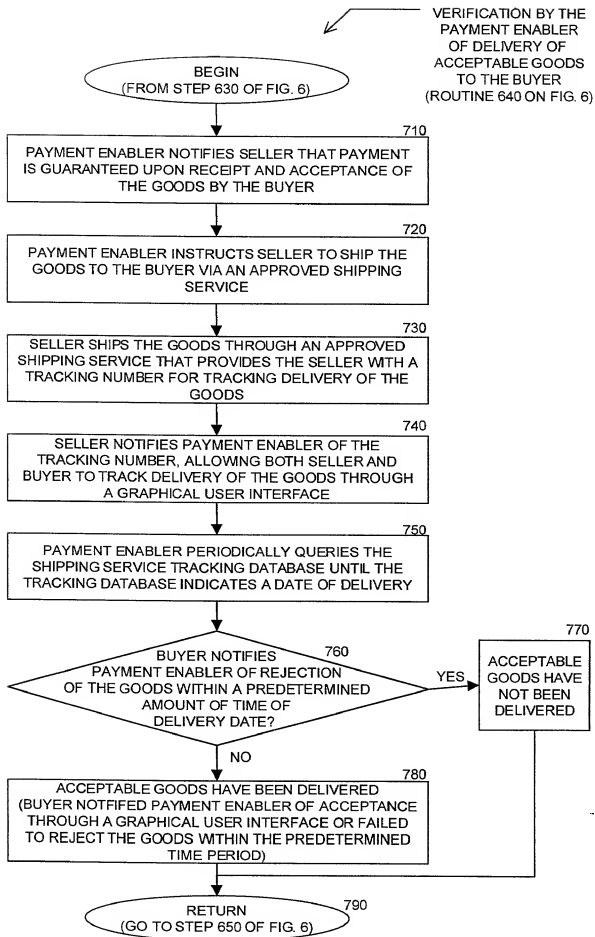 VERIFICATION BY THE
PAYMENT ENABLER
OF DELIVERY OF
ACCEPTABLE GOODS
TO THE BUYER
(ROUTINE 640 ON FIG. 6)
BEGIN
(FROM STEP 630 OF FIG. 6)
710
PAYMENT ENABLER NOTIFIES SELLER THAT PAYMENT
IS GUARANTEED UPON RECEIPT AND ACCEPTANCE OF
THE GOODS BY THE BUYER
720
PAYMENT ENABLER INSTRUCTS SELLER TO SHIP THE
GOODS TO THE BUYER VIA AN APPROVED SHIPPING
SERVICE
730
SELLER SHIPS THE GOODS THROUGH AN APPROVED
SHIPPING SERVICE THAT PROVIDES THE SELLER WITH A
TRACKING NUMBER FOR TRACKING DELIVERY OF THE
GOODS
740
SELLER NOTIFIES PAYMENT ENABLER OF THE
TRACKING NUMBER, ALLOWING BOTH SELLER AND
BUYER TO TRACK DELIVERY OF THE GOODS THROUGH
A GRAPHICAL USER INTERFACE
750
PAYMENT ENABLER PERIODICALLY QUERIES THE
SHIPPING SERVICE TRACKING DATABASE UNTIL THE
TRACKING DATABASE INDICATES A DATE OF DELIVERY
760
BUYER NOTIFIES
PAYMENT ENABLER OF REJECTION
OF THE GOODS WITHIN A PREDETERMINED
AMOUNT OF TIME OF
DELIVERY DATE?
YES
770
ACCEPTABLE
GOODS HAVE
NOT BEEN
DELIVERED
NO
780
ACCEPTABLE GOODS HAVE BEEN DELIVERED
(BUYER NOTFIFED PAYMENT ENABLER OF ACCEPTANCE
THROUGH A GRAPHICAL USER INTERFACE OR FAILED
TO REJECT THE GOODS WITHIN THE PREDETERMINED
TIME PERIOD)
790
RETURN
(GO TO STEP 650 OF FIG. 6)